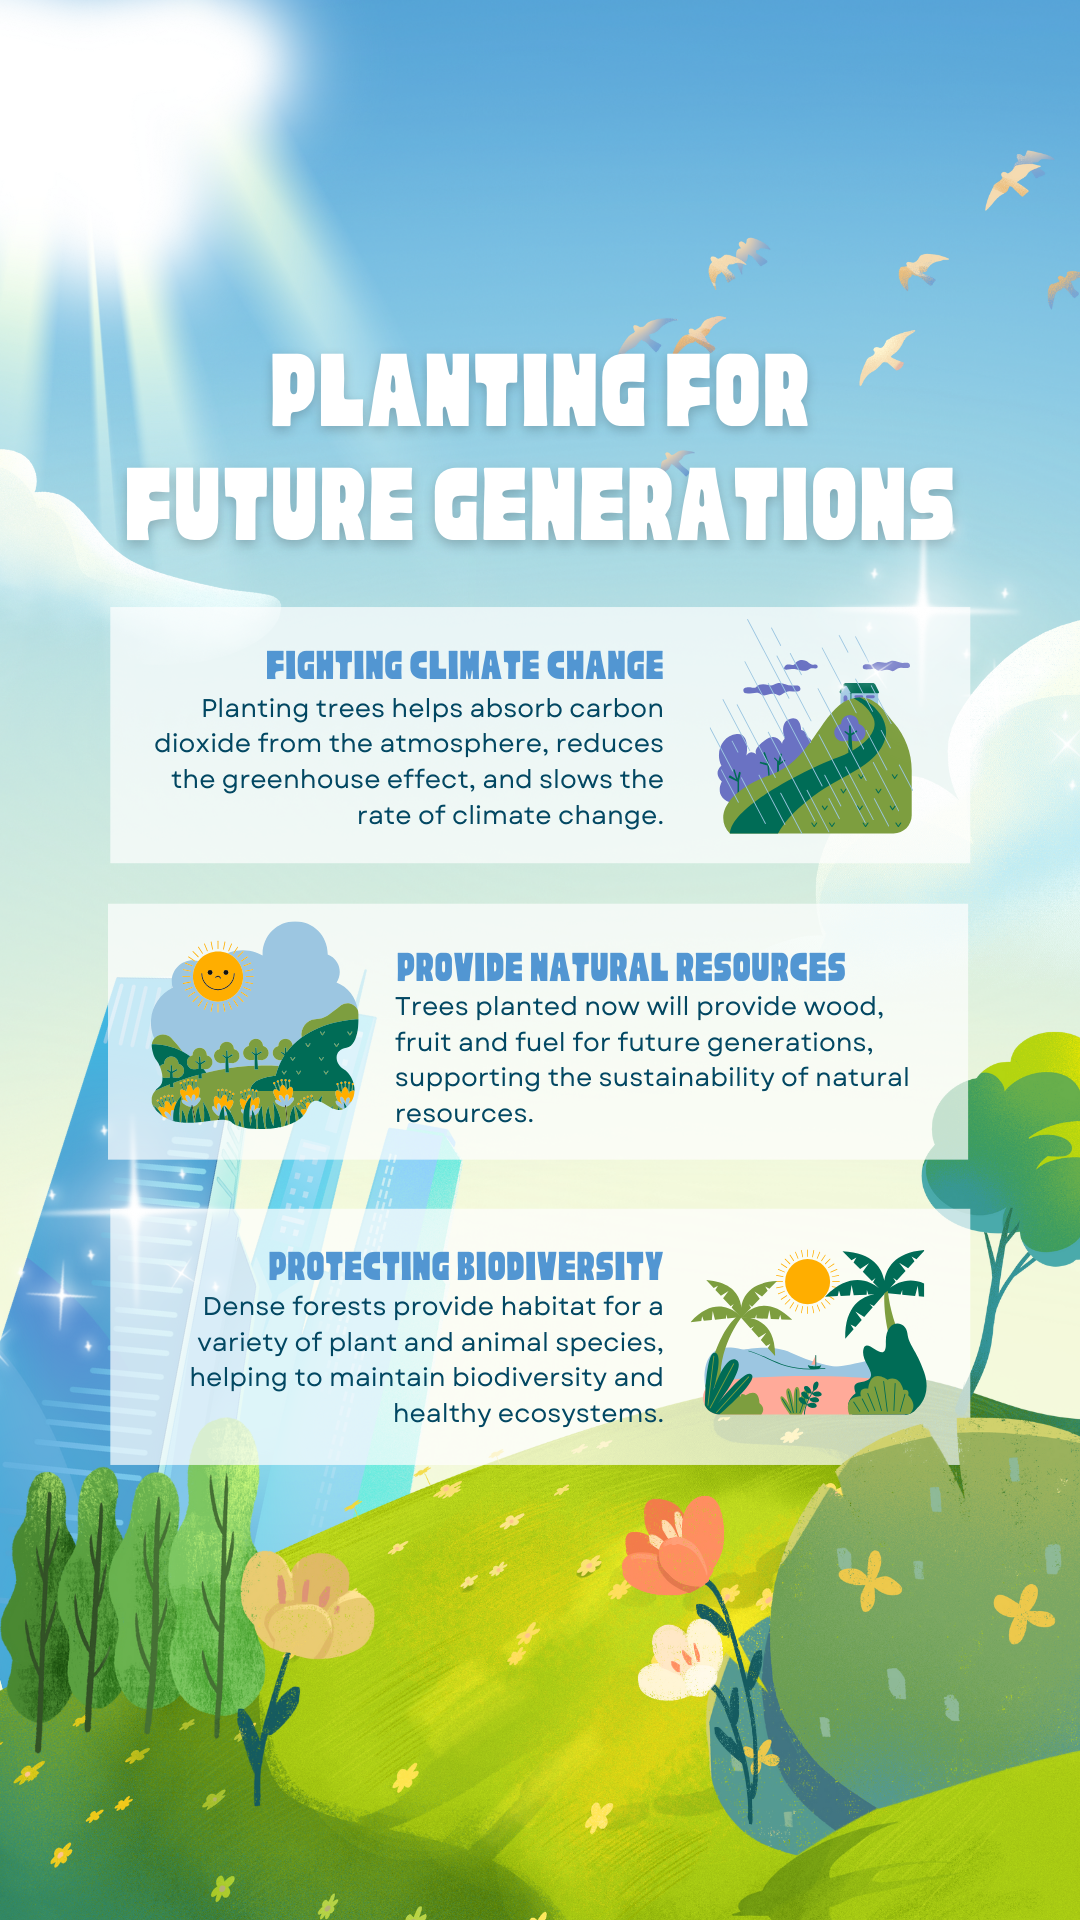 PLANTING FOR
FUTURE GENERATIONS
FIGHTING CLIMATE CHANGE
Planting trees helps absorb carbon
dioxide from the atmosphere, reduces
the greenhouse effect, and slows the
rate of climate change.
PROVIDE NATURAL RESOURCES
Trees planted now will provide wood,
fruit and fuel for future generations,
supporting the sustainability of natural
resources.
PROTECTING BIODIVERSITY
Dense forests provide habitat for a
variety of plant and animal species,
helping to maintain biodiversity and
healthy ecosystems.